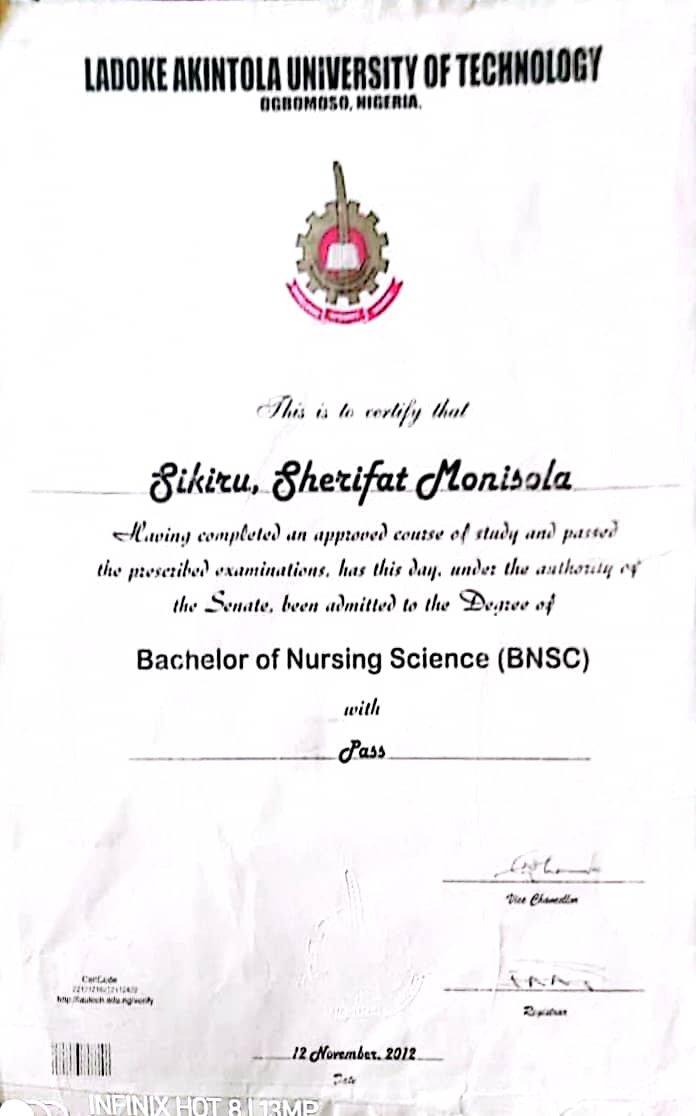 LADOKE AKINTOLA UNIVERSITY OF TECHNOLOGY
OGBOMOSO, NIGERIA.
This is to certify that
Sikiru, Sherifat Monisola
Having completed an approved course of study and passed
the prescribed examinations, has this day, under the authority of
the Senate, been admitted to the Degree of
Bachelor of Nursing Science (BNSC)
with
Pass
Vice Chancellor
Registrar
CertCode
http://lautech.edu.ng/verify
12 November, 2012
Date
INFINIX HOT 8 | 13MP